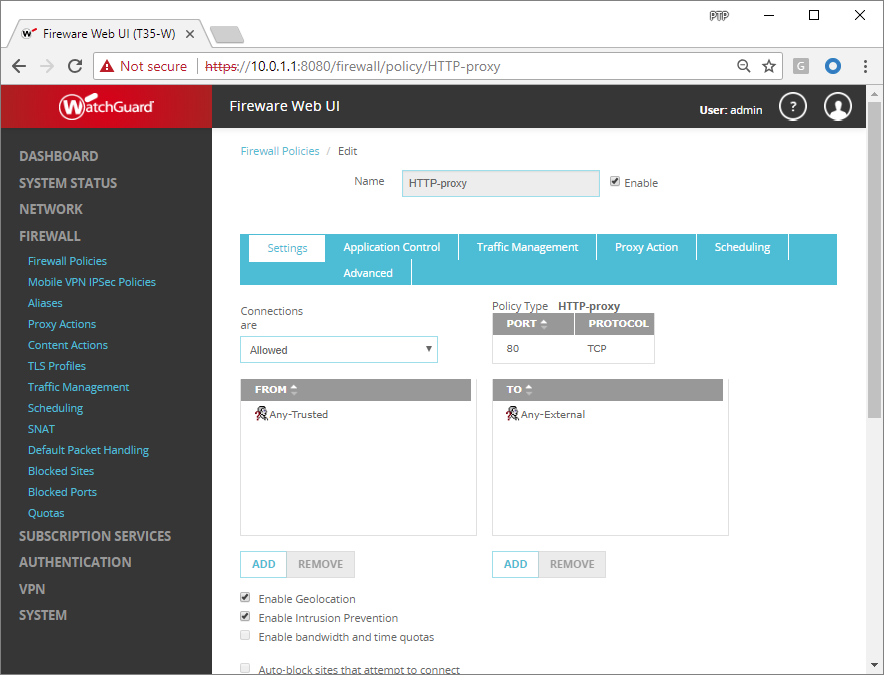 PTP
Fireware Web UI (T35-W)
Not secure https://10.0.1.1:8080/firewall/policy/HTTP-proxy
G
WatchGuard
Fireware Web UI
User: admin
?
DASHBOARD
SYSTEM STATUS
NETWORK
FIREWALL
Firewall Policies
Mobile VPN IPSec Policies
Aliases
Proxy Actions
Content Actions
TLS Profiles
Traffic Management
Scheduling
SNAT
Default Packet Handling
Blocked Sites
Blocked Ports
Quotas
SUBSCRIPTION SERVICES
AUTHENTICATION
VPN
SYSTEM
Firewall Policies / Edit
Name HTTP-proxy Enable
Settings Application Control Traffic Management Proxy Action Scheduling
Advanced
Connections
are
Allowed
Policy Type HTTP-proxy
PORT PROTOCOL
80 TCP
FROM
Any-Trusted
TO
Any-External
ADD REMOVE
ADD REMOVE
Enable Geolocation
Enable Intrusion Prevention
Enable bandwidth and time quotas
Auto-block sites that attempt to connect